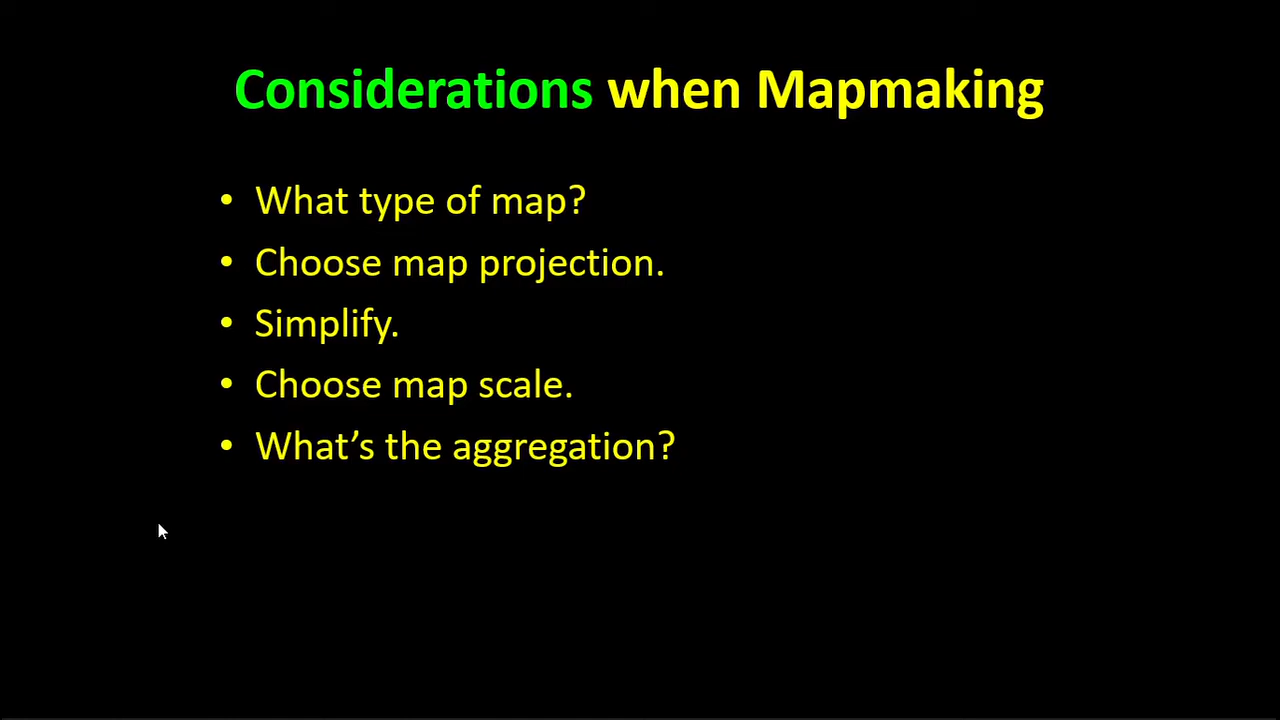 Considerations when Mapmaking
• What type of map?
• Choose map projection.
• Simplify.
• Choose map scale.
• What’s the aggregation?